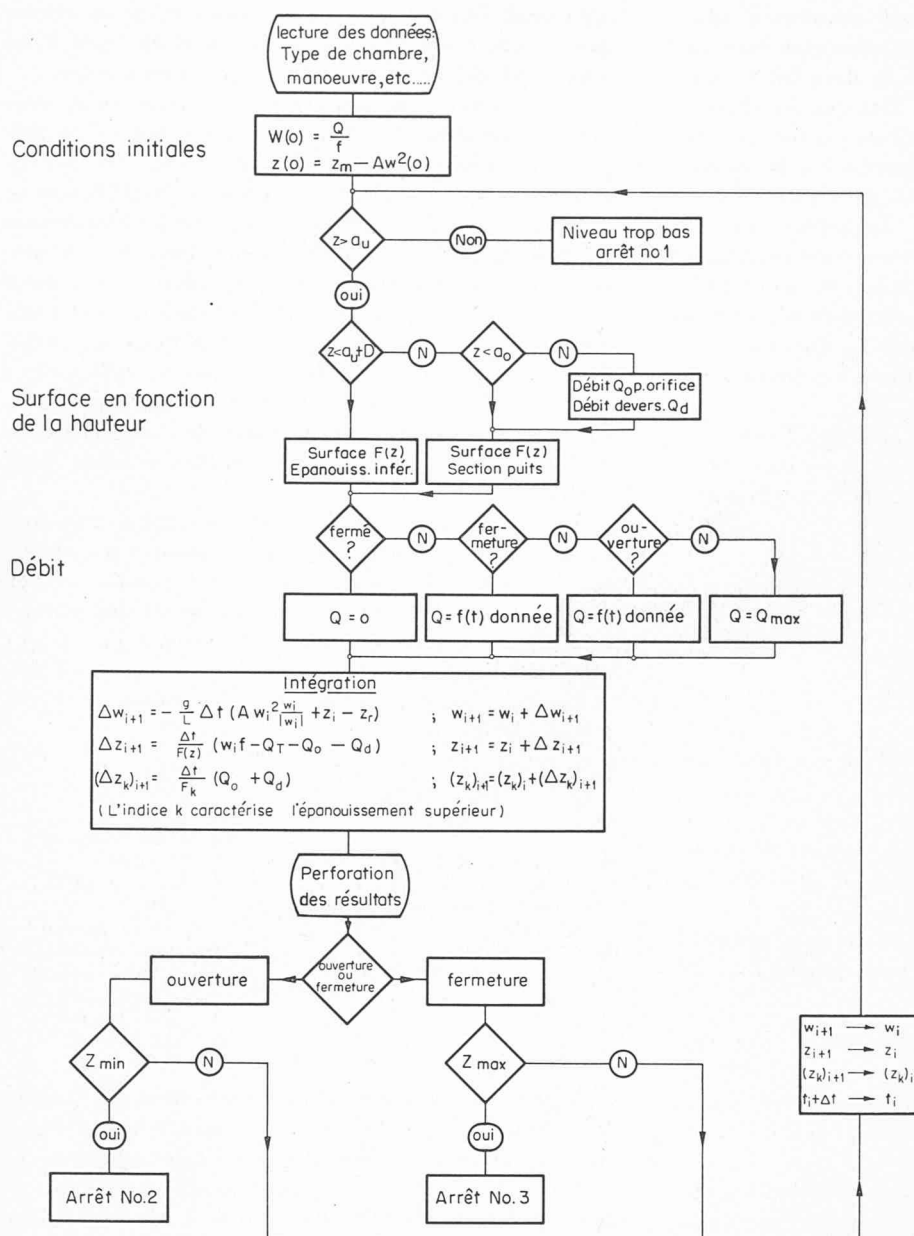 lecture des données:
Type de chambre,
manoeuvre, etc.....
Conditions initiales
W(o) = Q/f
z(o) = z_m − Aw²(o)
z > a_u
Non
Niveau trop bas
arrêt no 1
oui
z<a_u+D
N
z<a_o
N
Débit Q_o p. orifice
Débit devers. Q_d
Surface en fonction
de la hauteur
Surface F(z)
Epanouiss. infér.
Surface F(z)
Section puits
fermé
?
N
fer-
meture
?
N
ou-
verture
?
N
Débit
Q = o
Q = f(t) donnée
Q = f(t) donnée
Q = Q_max
Intégration
Δw_{i+1} = − g/L Δt (A w_i² w_i/|w_i| + z_i − z_r) ; w_{i+1} = w_i + Δw_{i+1}
Δz_{i+1} = Δt/F(z) (w_i f − Q_T − Q_o − Q_d) ; z_{i+1} = z_i + Δz_{i+1}
(Δz_k)_{i+1} = Δt/F_k (Q_o + Q_d) ; (z_k)_{i+1} = (z_k)_i + (Δz_k)_{i+1}
( L'indice k caractérise l'épanouissement supérieur )
Perforation
des résultats
ouverture
ou
fermeture
ouverture
fermeture
Z min
N
Z max
N
oui
oui
Arrêt No.2
Arrêt No.3
w_{i+1} → w_i
z_{i+1} → z_i
(z_k)_{i+1} → (z_k)_i
t_i+Δt → t_i